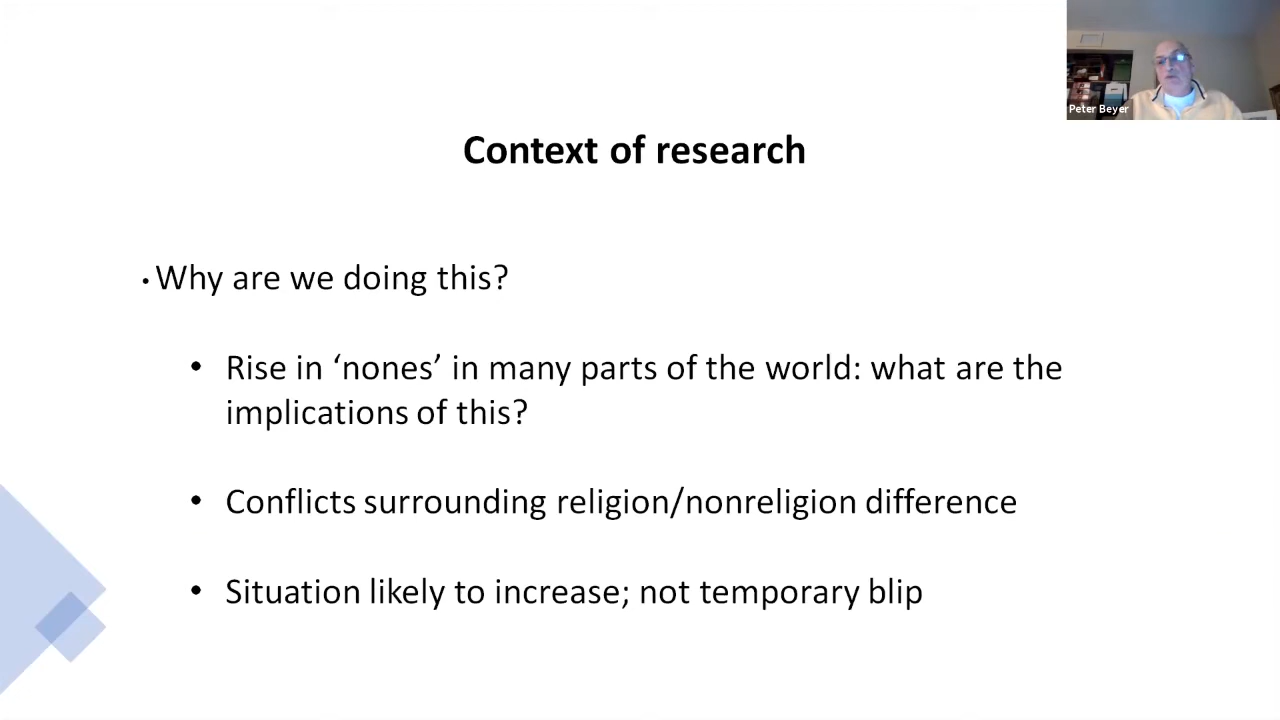 Peter Beyer
Context of research
• Why are we doing this?
• Rise in ‘nones’ in many parts of the world: what are the
implications of this?
• Conflicts surrounding religion/nonreligion difference
• Situation likely to increase; not temporary blip